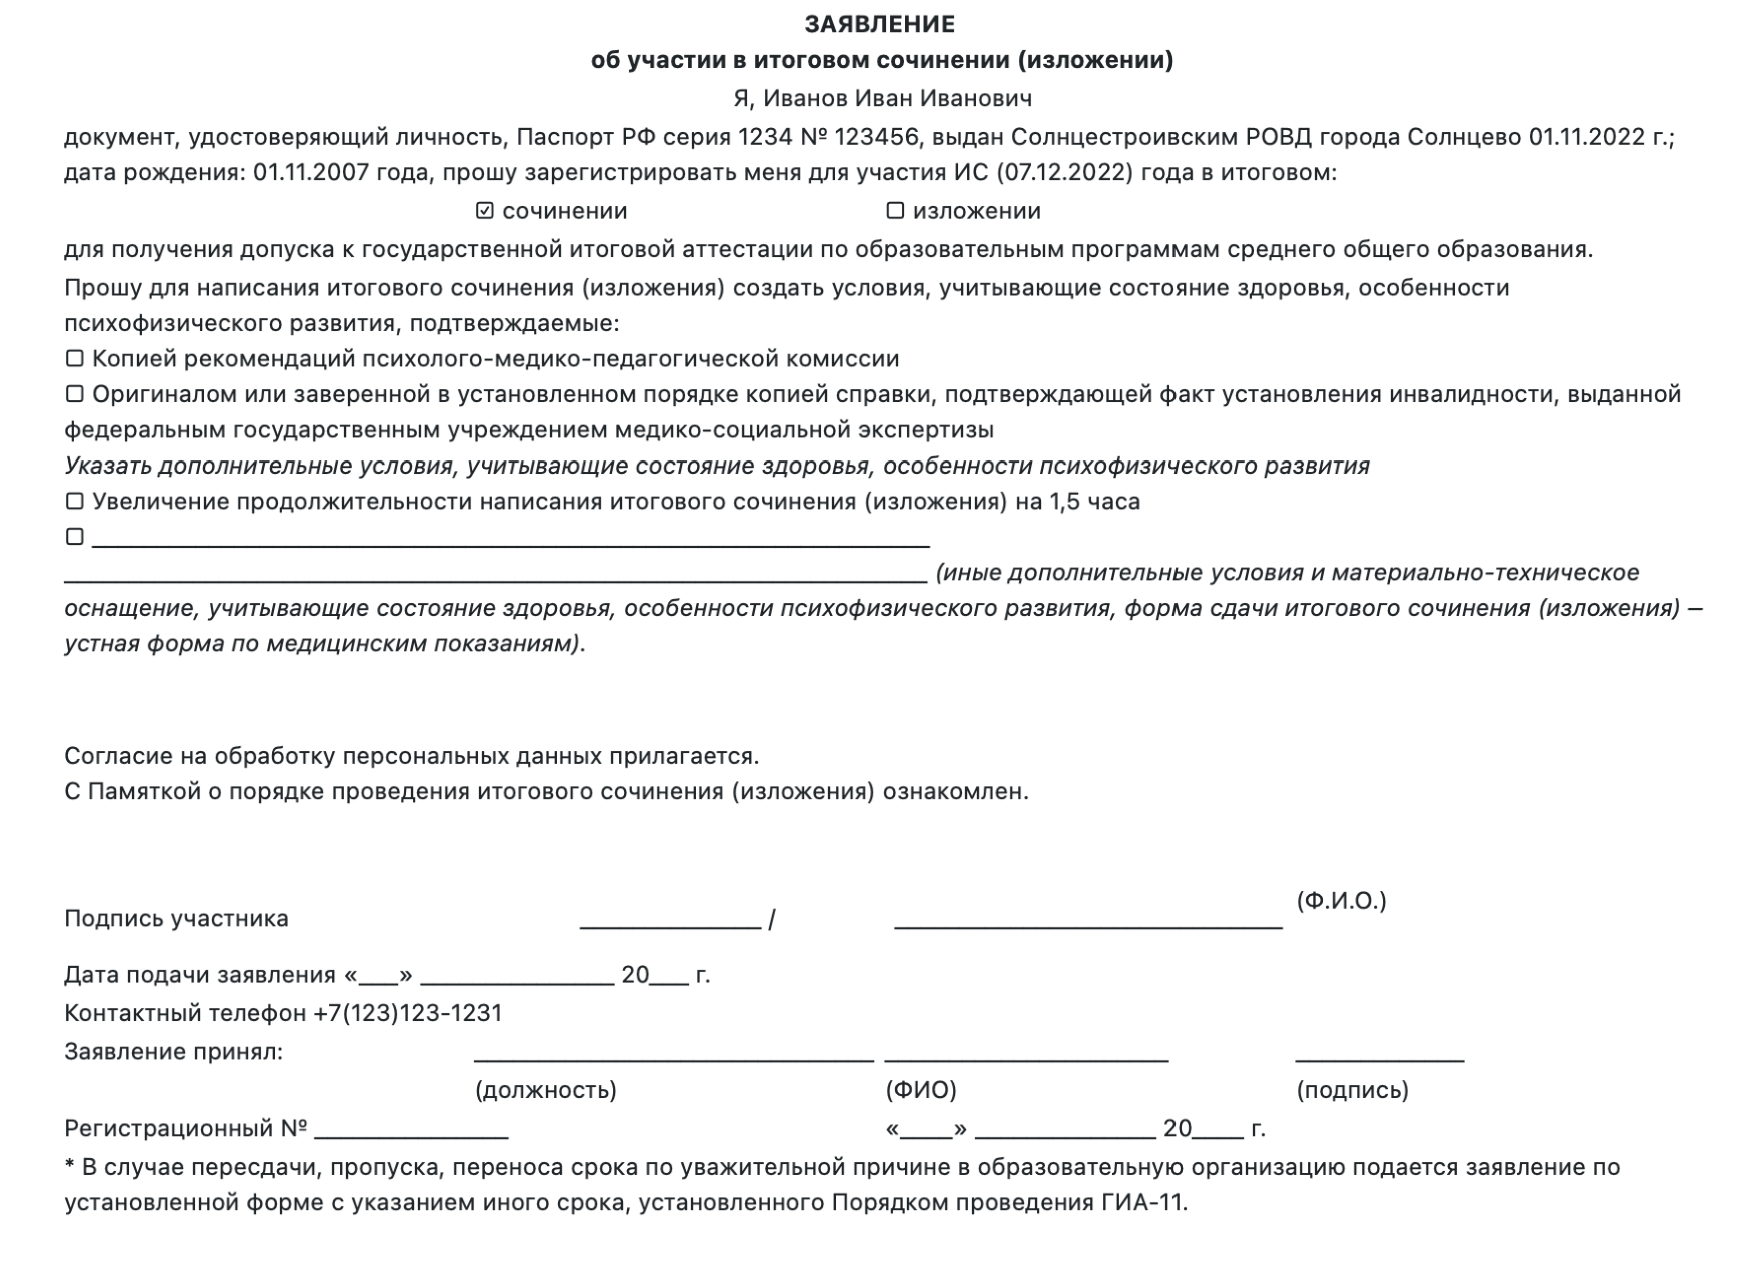 ЗАЯВЛЕНИЕ
об участии в итоговом сочинении (изложении)
Я, Иванов Иван Иванович
документ, удостоверяющий личность, Паспорт РФ серия 1234 № 123456, выдан Солнцестроивским РОВД города Солнцево 01.11.2022 г.;
дата рождения: 01.11.2007 года, прошу зарегистрировать меня для участия ИС (07.12.2022) года в итоговом:
☑ сочинении ☐ изложении
для получения допуска к государственной итоговой аттестации по образовательным программам среднего общего образования.
Прошу для написания итогового сочинения (изложения) создать условия, учитывающие состояние здоровья, особенности
психофизического развития, подтверждаемые:
☐ Копией рекомендаций психолого-медико-педагогической комиссии
☐ Оригиналом или заверенной в установленном порядке копией справки, подтверждающей факт установления инвалидности, выданной
федеральным государственным учреждением медико-социальной экспертизы
Указать дополнительные условия, учитывающие состояние здоровья, особенности психофизического развития
☐ Увеличение продолжительности написания итогового сочинения (изложения) на 1,5 часа
☐ _________________________________________________________________
___________________________________________________________________ (иные дополнительные условия и материально-техническое
оснащение, учитывающие состояние здоровья, особенности психофизического развития, форма сдачи итогового сочинения (изложения) –
устная форма по медицинским показаниям).
Согласие на обработку персональных данных прилагается.
С Памяткой о порядке проведения итогового сочинения (изложения) ознакомлен.
Подпись участника ______________ / ______________________________ (Ф.И.О.)
Дата подачи заявления «___» _______________ 20___ г.
Контактный телефон +7(123)123-1231
Заявление принял: _______________________________ ______________________ _____________
(должность) (ФИО) (подпись)
Регистрационный № _______________ «____» ______________ 20____ г.
* В случае пересдачи, пропуска, переноса срока по уважительной причине в образовательную организацию подается заявление по
установленной форме с указанием иного срока, установленного Порядком проведения ГИА-11.